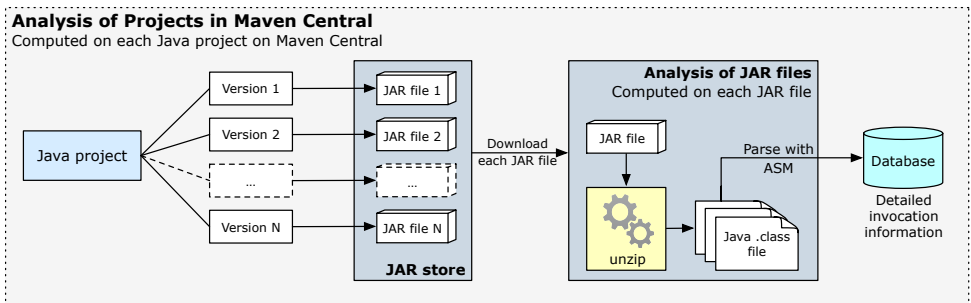 Analysis of Projects in Maven Central
Computed on each Java project on Maven Central
Java project
Version 1
Version 2
...
Version N
JAR file 1
JAR file 2
...
JAR file N
JAR store
Download
each JAR file
Analysis of JAR files
Computed on each JAR file
JAR file
unzip
Java .class
file
Parse with
ASM
Database
Detailed
invocation
information